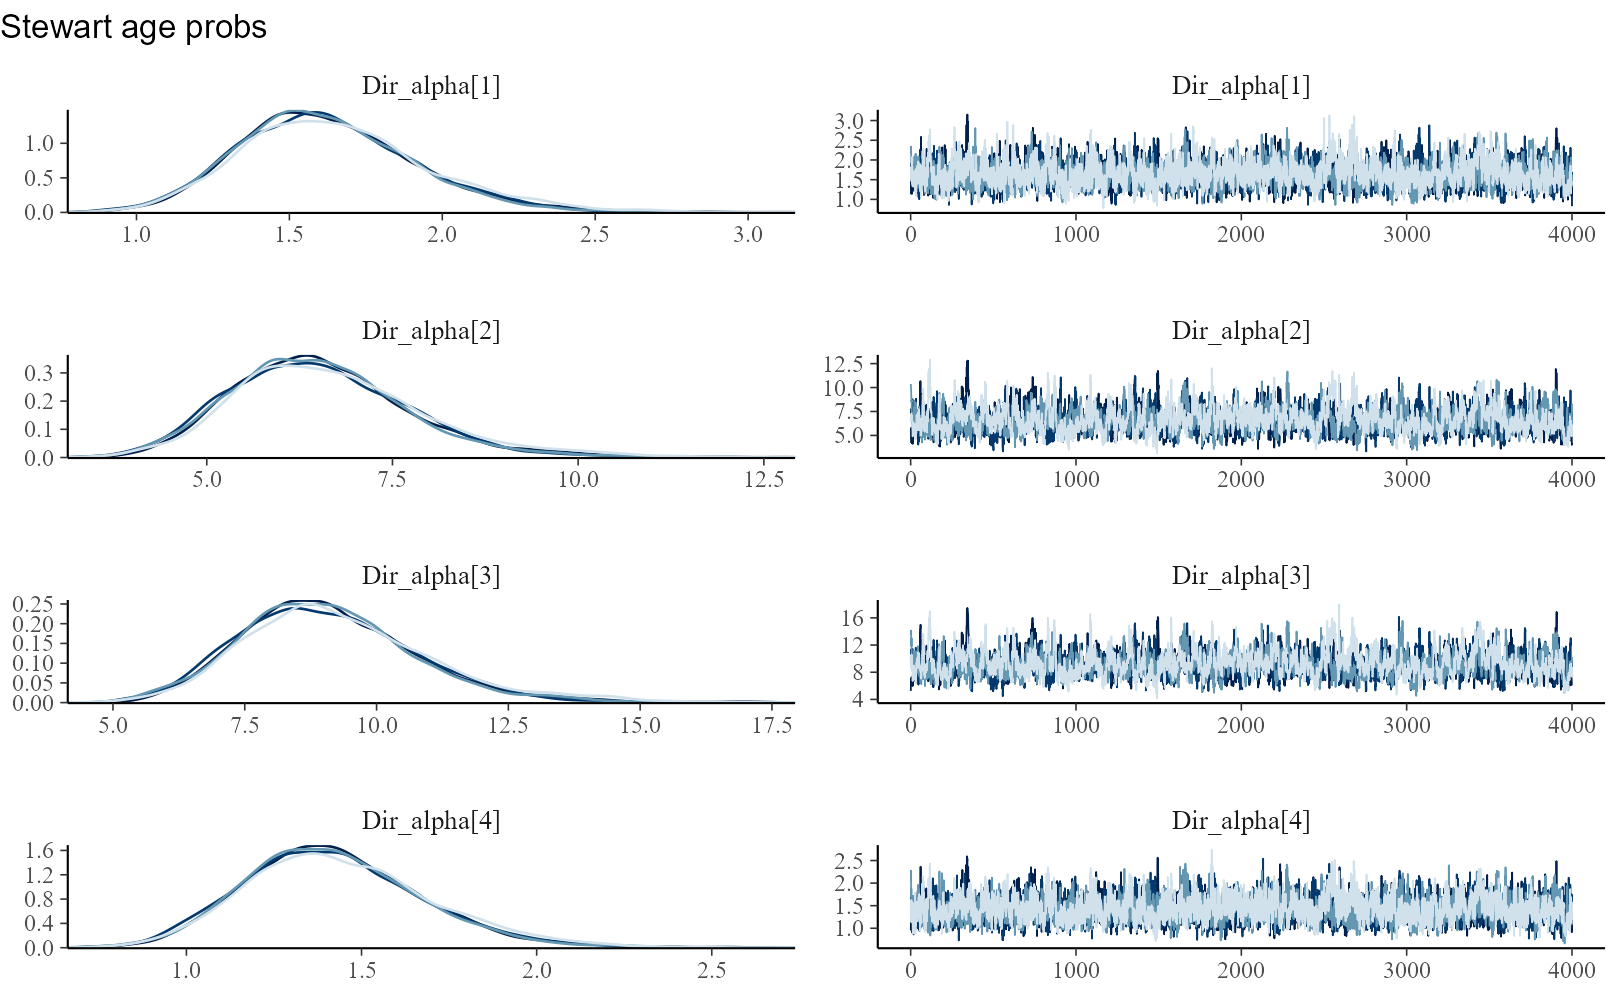 Stewart age probs
Dir_alpha[1] Dir_alpha[1]
1.0
0.5
0.0
1.0 1.5 2.0 2.5 3.0
3.0
2.5
2.0
1.5
1.0
0 1000 2000 3000 4000
Dir_alpha[2] Dir_alpha[2]
0.3
0.2
0.1
0.0
5.0 7.5 10.0 12.5
12.5
10.0
7.5
5.0
0 1000 2000 3000 4000
Dir_alpha[3] Dir_alpha[3]
0.25
0.20
0.15
0.10
0.05
0.00
5.0 7.5 10.0 12.5 15.0 17.5
16
12
8
4
0 1000 2000 3000 4000
Dir_alpha[4] Dir_alpha[4]
1.6
1.2
0.8
0.4
0.0
1.0 1.5 2.0 2.5
2.5
2.0
1.5
1.0
0 1000 2000 3000 4000